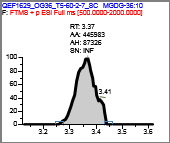 QEF1629_OG36_T5-60-2-7_SC MGDG-36:10
F: FTMS + p ESI Full ms [500.0000-2000.0000]
RT: 3.37
AA: 445983
AH: 87326
SN: INF
100
80
60
40
20
0
3.41
3.2 3.3 3.4 3.5 3.6